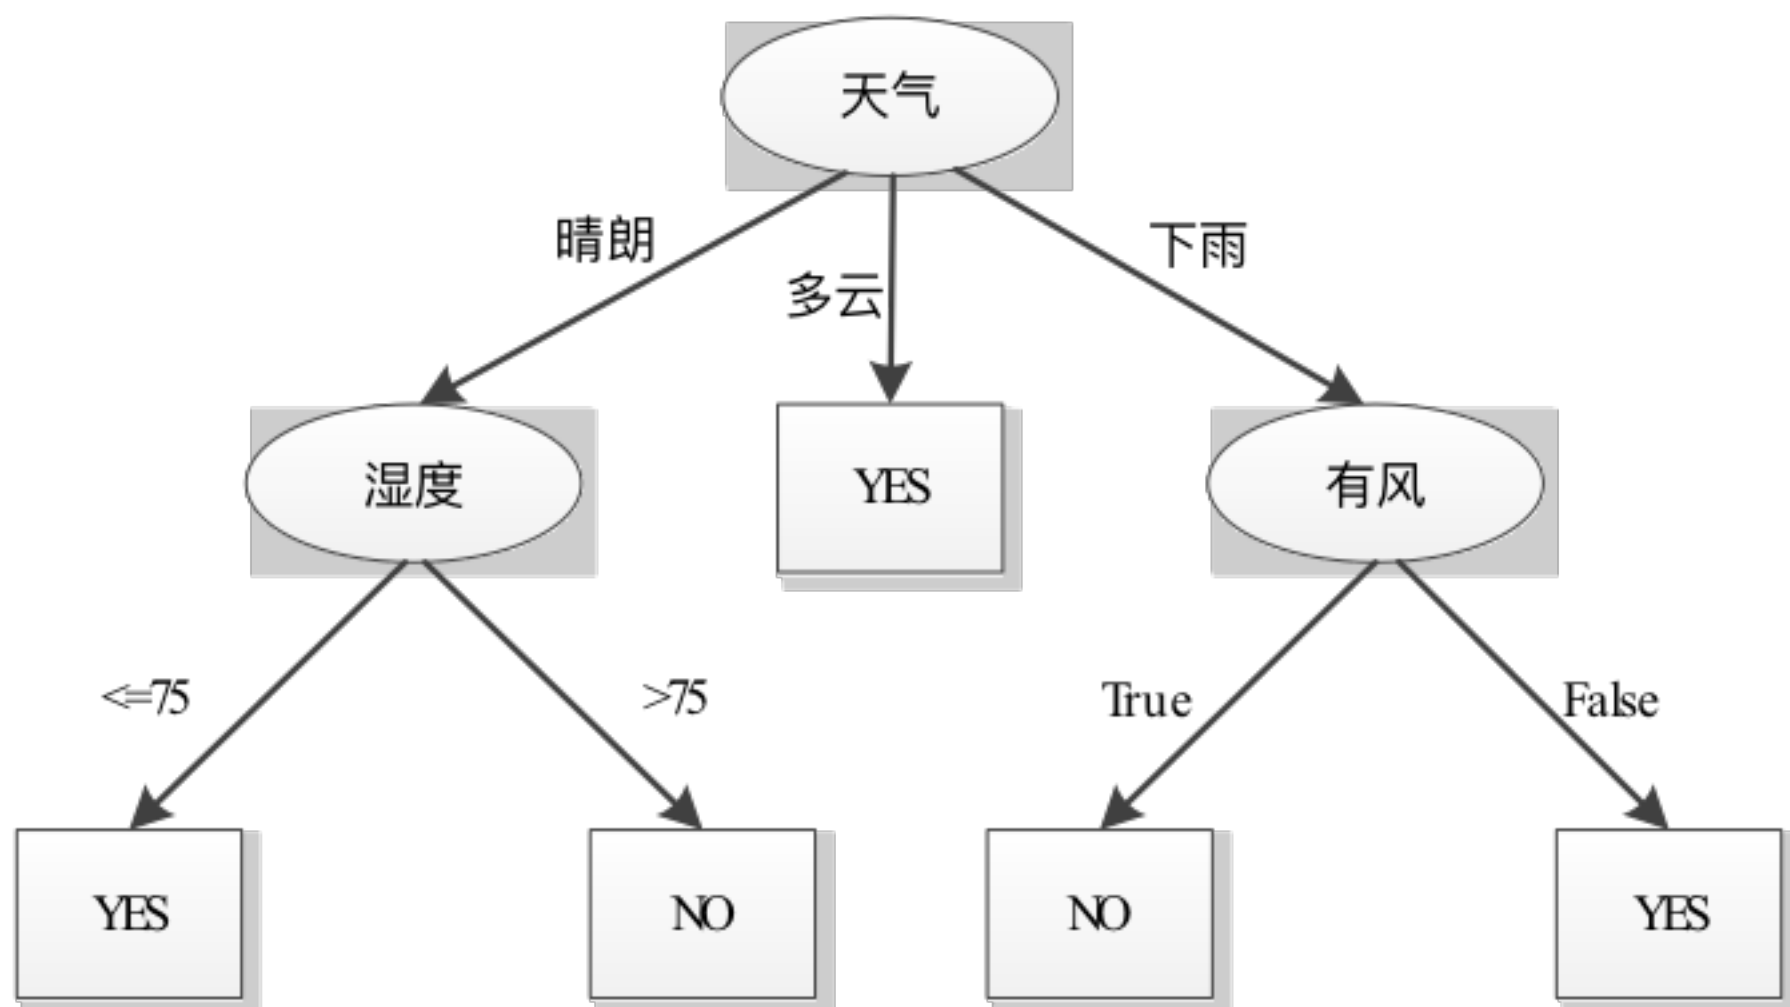 天气
晴朗
多云
下雨
湿度
YES
有风
<=75
>75
True
False
YES
NO
NO
YES